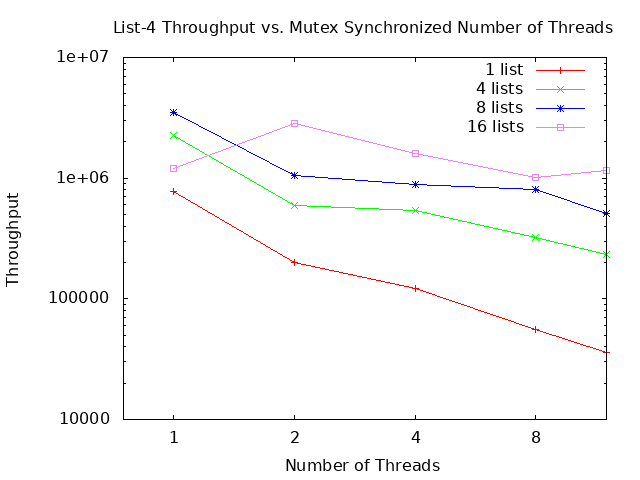 List-4 Throughput vs. Mutex Synchronized Number of Threads
1e+07
1e+06
100000
10000
Throughput
1 list
4 lists
8 lists
16 lists
1 2 4 8
Number of Threads